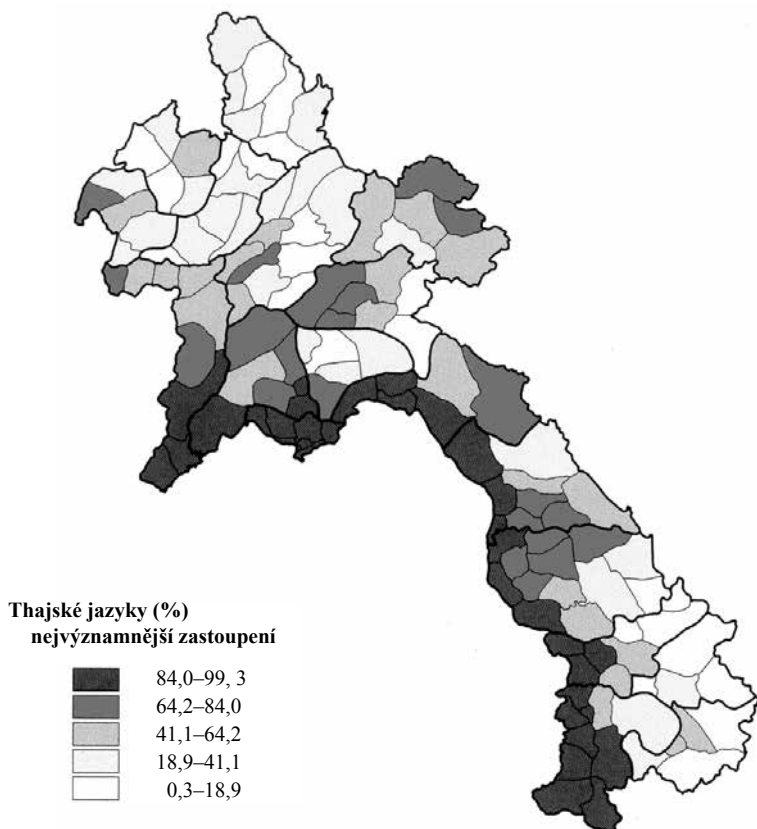 Thajské jazyky (%)
nejvýznamnější zastoupení
84,0–99, 3
64,2–84,0
41,1–64,2
18,9–41,1
0,3–18,9